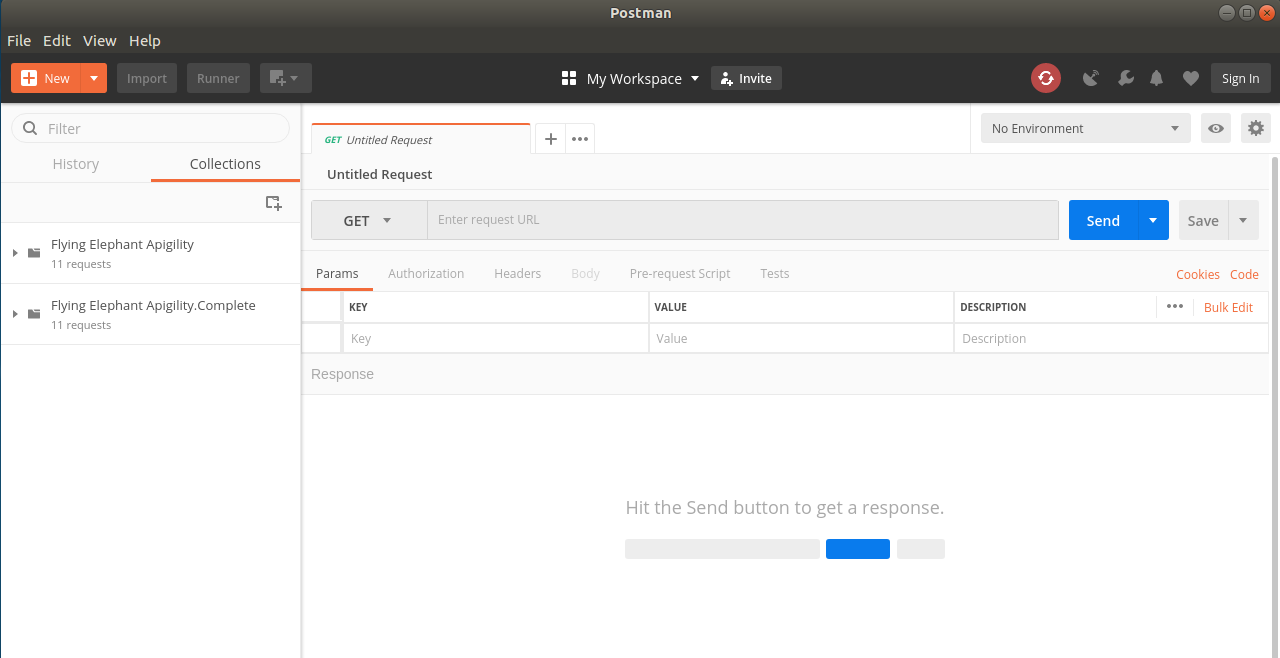 Postman
File Edit View Help
New Import Runner My Workspace Invite Sign In
Filter
History Collections
Flying Elephant Apigility
11 requests
Flying Elephant Apigility.Complete
11 requests
GET Untitled Request
No Environment
Untitled Request
GET Enter request URL Send Save
Params Authorization Headers Body Pre-request Script Tests Cookies Code
KEY VALUE DESCRIPTION Bulk Edit
Key Value Description
Response
Hit the Send button to get a response.